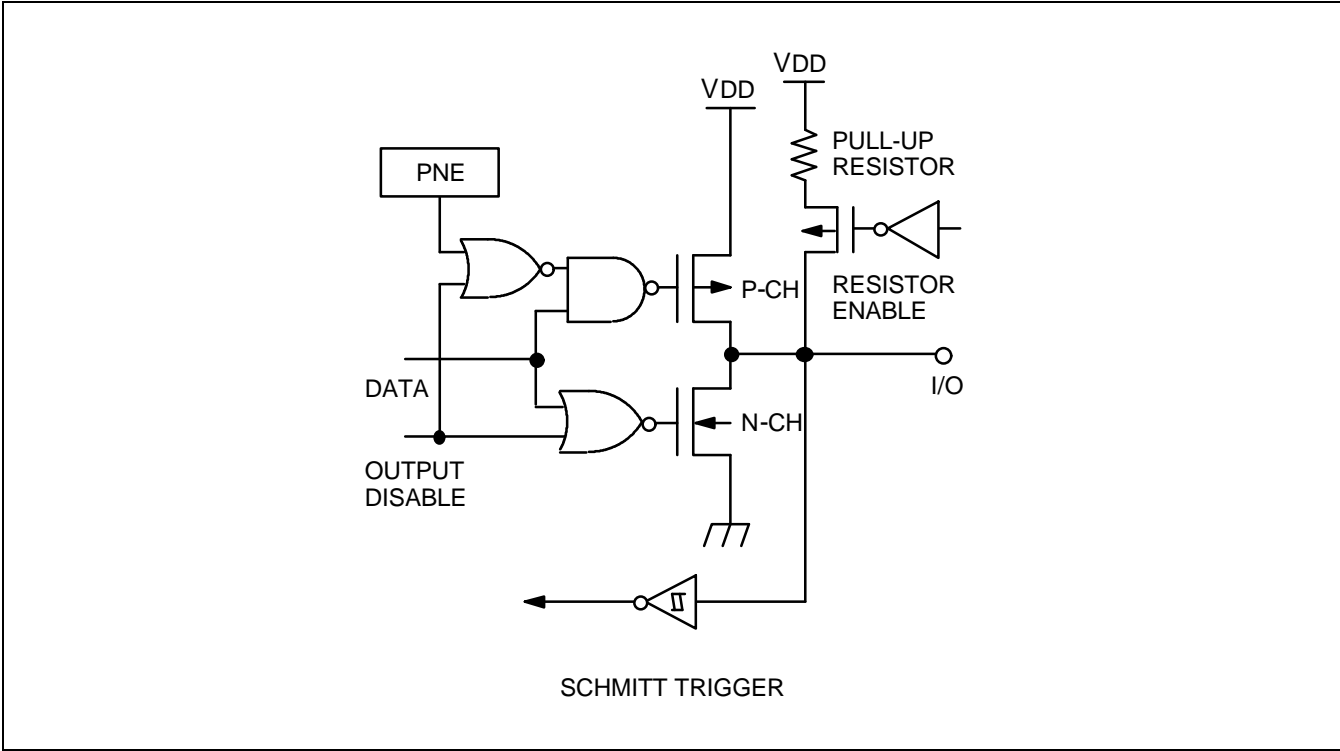 VDD
VDD
PULL-UP
RESISTOR
PNE
P-CH
RESISTOR
ENABLE
DATA
I/O
N-CH
OUTPUT
DISABLE
SCHMITT TRIGGER